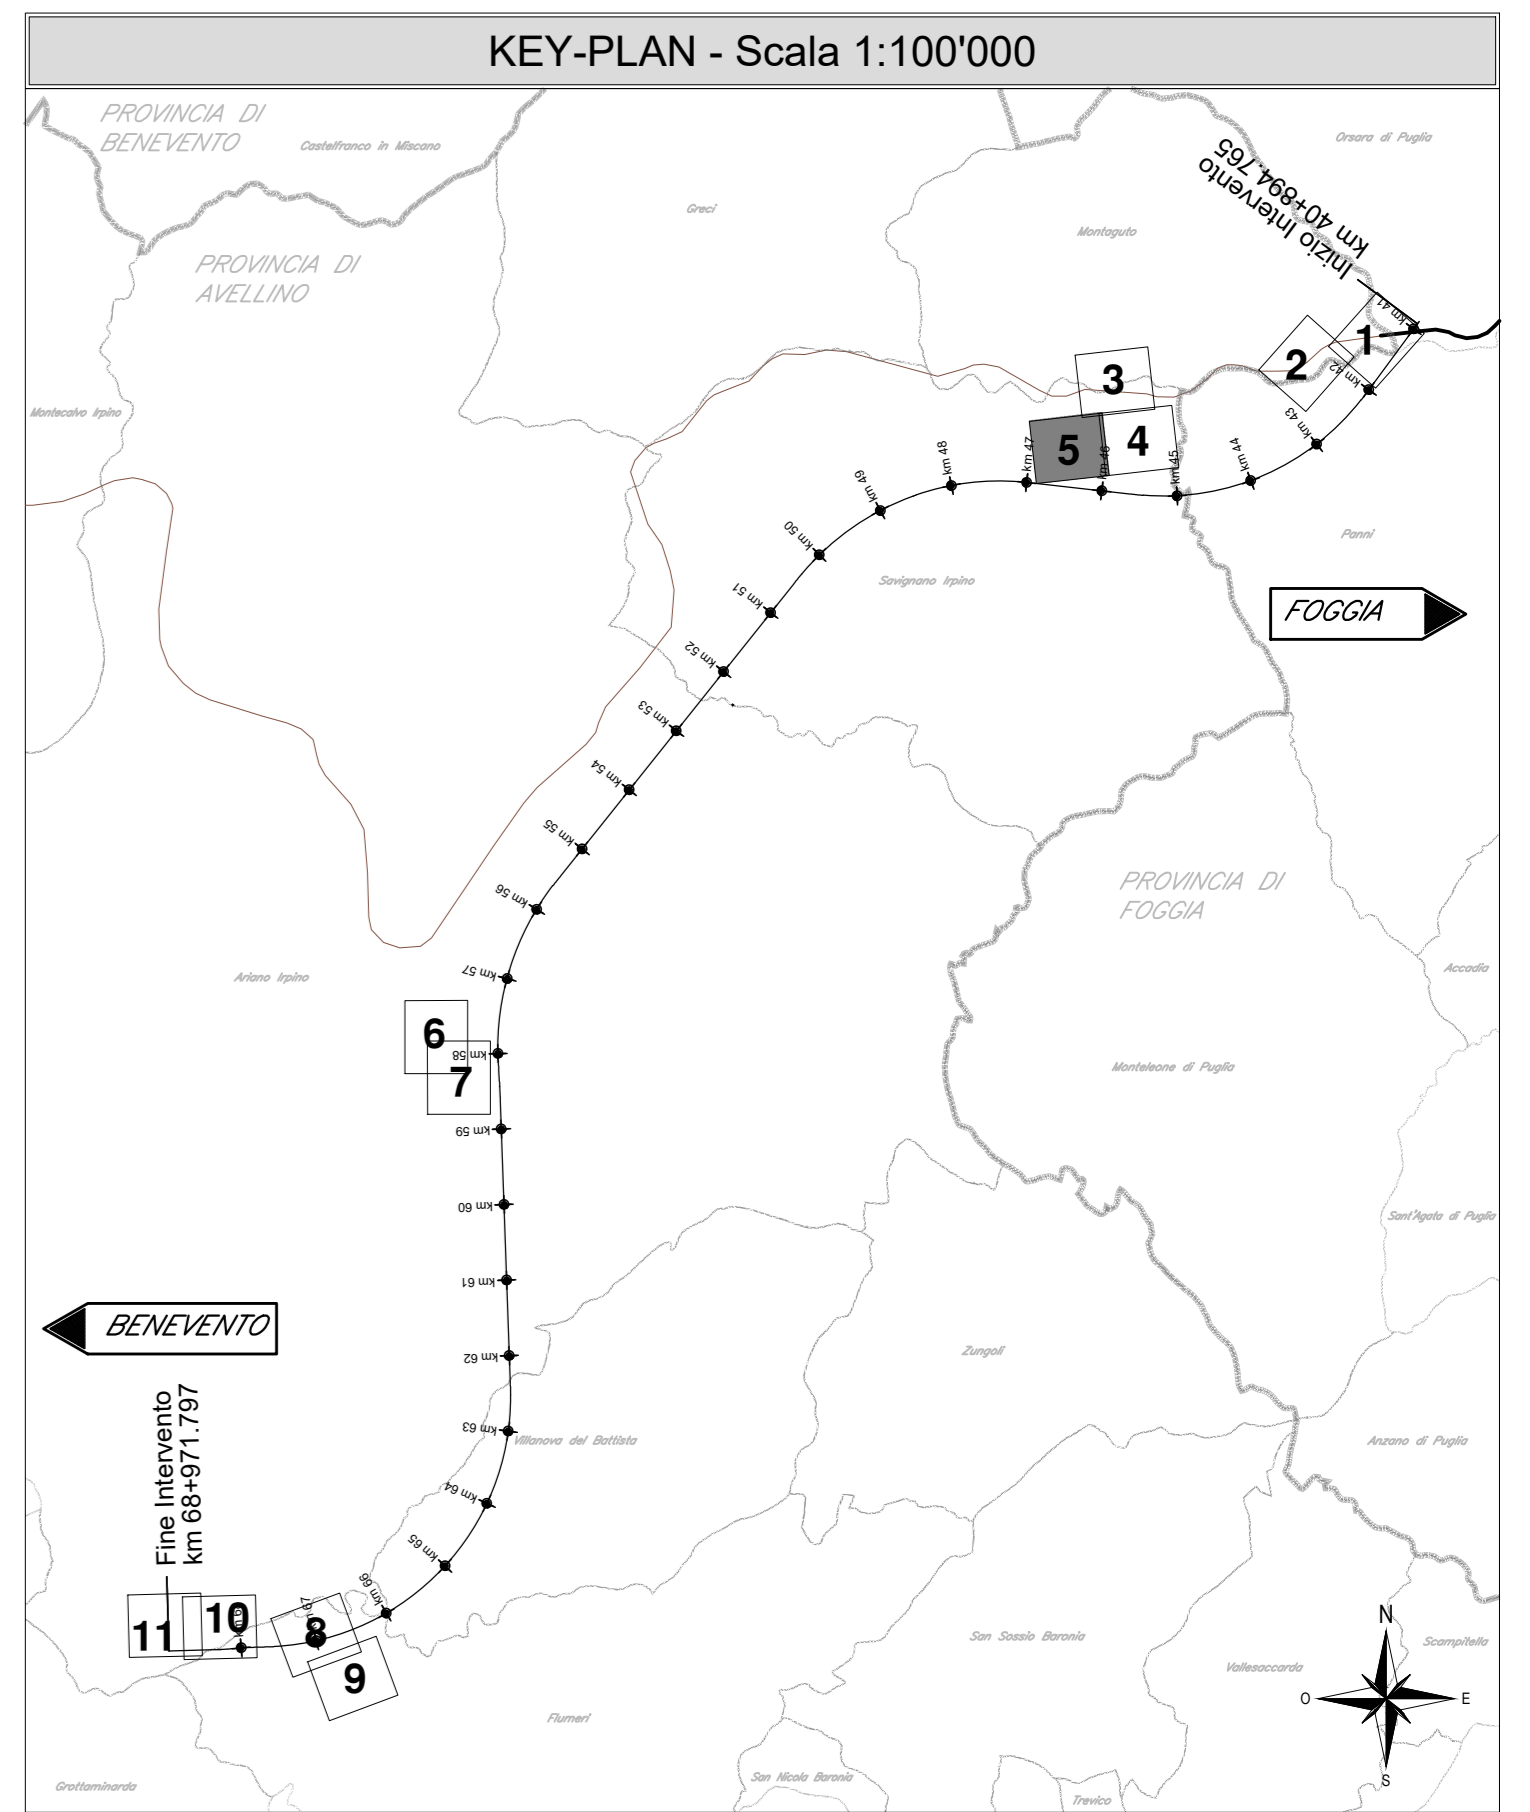 KEY-PLAN - Scala 1:100'000
PROVINCIA DI
BENEVENTO
Castelfranco in Miscano
Orsara di Puglia
Greci
Montaguto
Inizio Intervento
km 40+894.765
PROVINCIA DI
AVELLINO
km 41
1
2
km 42
3
Montecalvo Irpino
km 43
4
5
km 44
km 45
km 46
km 47
km 48
km 49
km 50
Panni
Savignano Irpino
km 51
FOGGIA
km 52
km 53
km 54
km 55
km 56
PROVINCIA DI
FOGGIA
Ariano Irpino
km 57
Accadia
6
km 58
7
Monteleone di Puglia
km 59
km 60
Sant'Agata di Puglia
km 61
BENEVENTO
km 62
Zungoli
Fine Intervento
km 68+971.797
km 63
Villanova del Battista
Anzano di Puglia
km 64
km 65
km 66
km 67
8
10
11
9
N
O
E
S
San Sossio Baronia
Scampitella
Vallesaccarda
Flumeri
San Nicola Baronia
Grottaminarda
Trevico